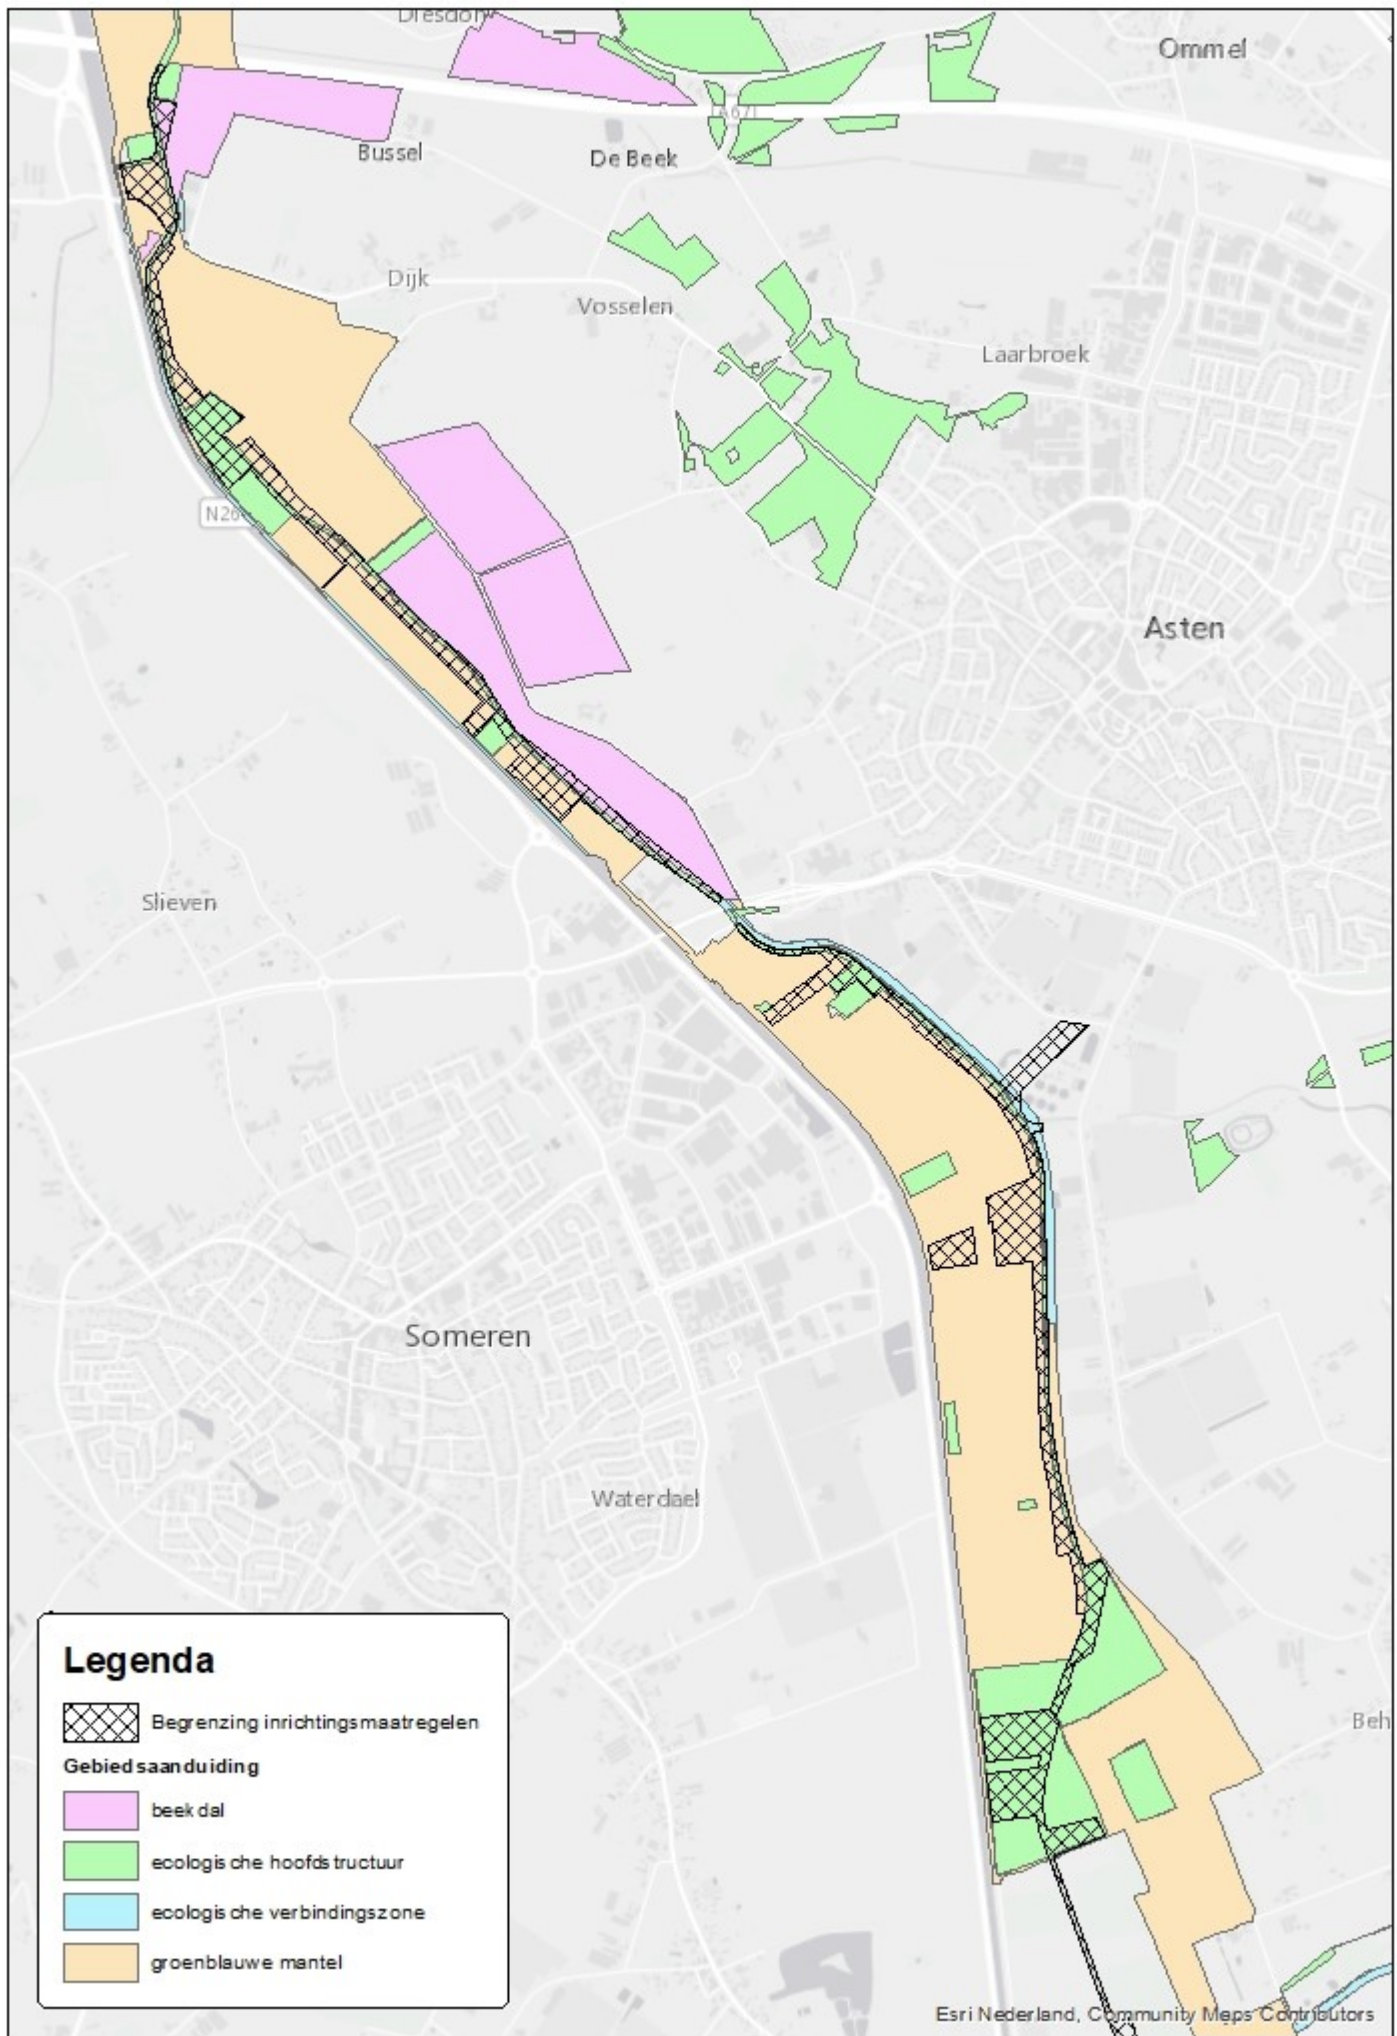 Ommel
A67
Bussel
De Beek
Dijk
Vosselen
Laarbroek
Asten
Slieven
Someren
Waterdael
Beh
Legenda
Begrenzing inrichtingsmaatregelen
Gebiedsaanduiding
beekdal
ecologische hoofdstructuur
ecologische verbindingszone
groenblauwe mantel
Esri Nederland, Community Maps Contributors